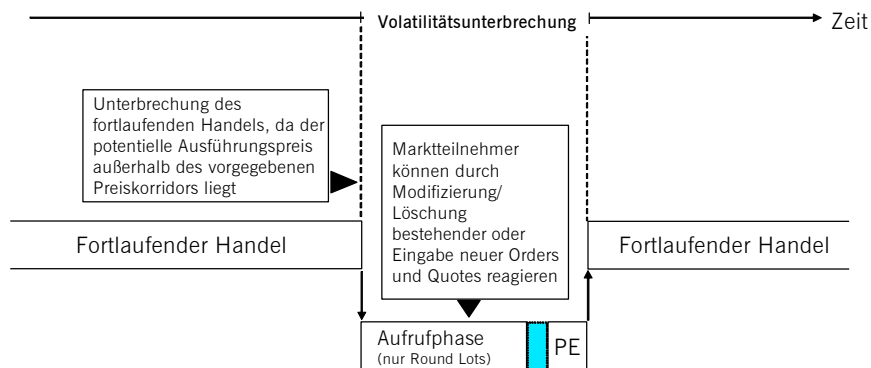 Volatilitätsunterbrechung
Zeit
Unterbrechung des
fortlaufenden Handels, da der
potentielle Ausführungspreis
außerhalb des vorgegebenen
Preiskorridors liegt
Marktteilnehmer
können durch
Modifizierung/
Löschung
bestehender oder
Eingabe neuer Orders
und Quotes reagieren
Fortlaufender Handel
Fortlaufender Handel
Aufrufphase
(nur Round Lots)
PE